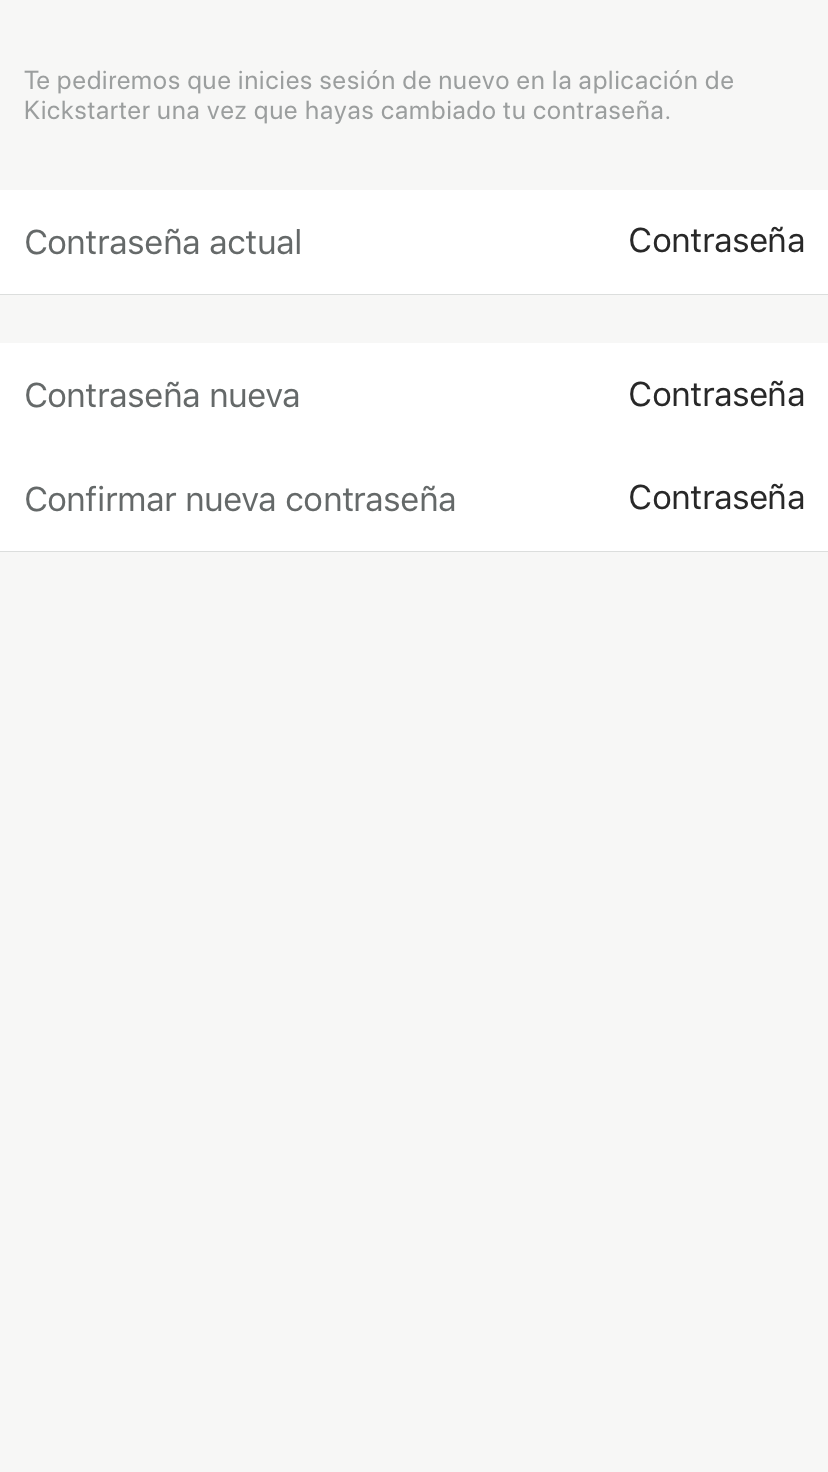 Te pediremos que inicies sesión de nuevo en la aplicación de
Kickstarter una vez que hayas cambiado tu contraseña.
Contraseña actual Contraseña
Contraseña nueva Contraseña
Confirmar nueva contraseña Contraseña